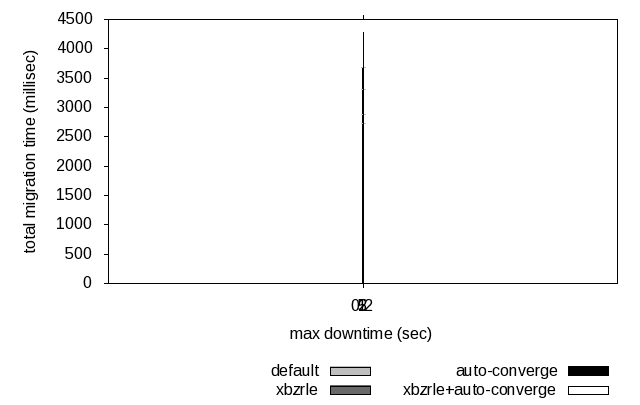 4500
4000
3500
3000
2500
2000
1500
1000
500
0
total migration time (millisec)
max downtime (sec)
default
auto-converge
xbzrle
xbzrle+auto-converge